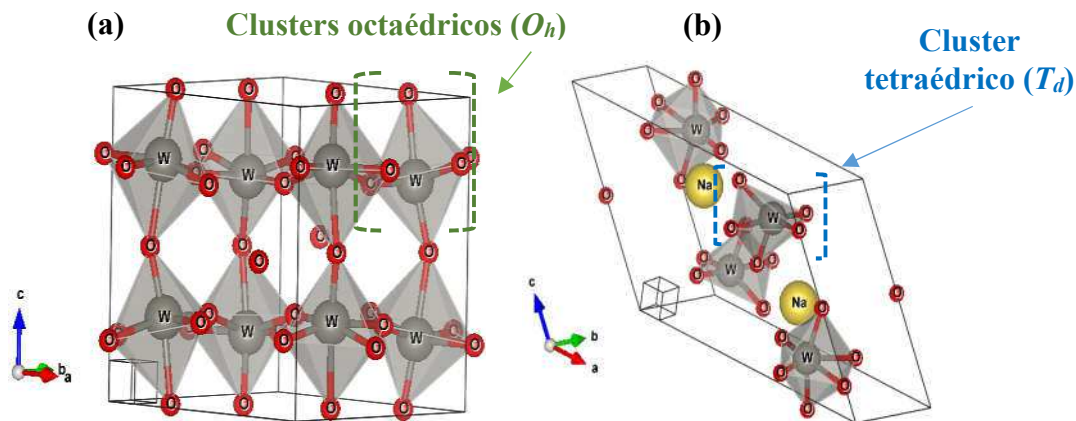 (a)
Clusters octaédricos (Oh)
(b)
Cluster
tetraédrico (Td)
O O O O
W W W W
O O O O O O O O
O O O O
O O
W W W W
O O O O O O O O
O O O O
c
b
a
O O O O O
W
O
Na
O O
O O O O
W
O O O
W
O O
Na
O
O
W
O O O O
O
c
b
a